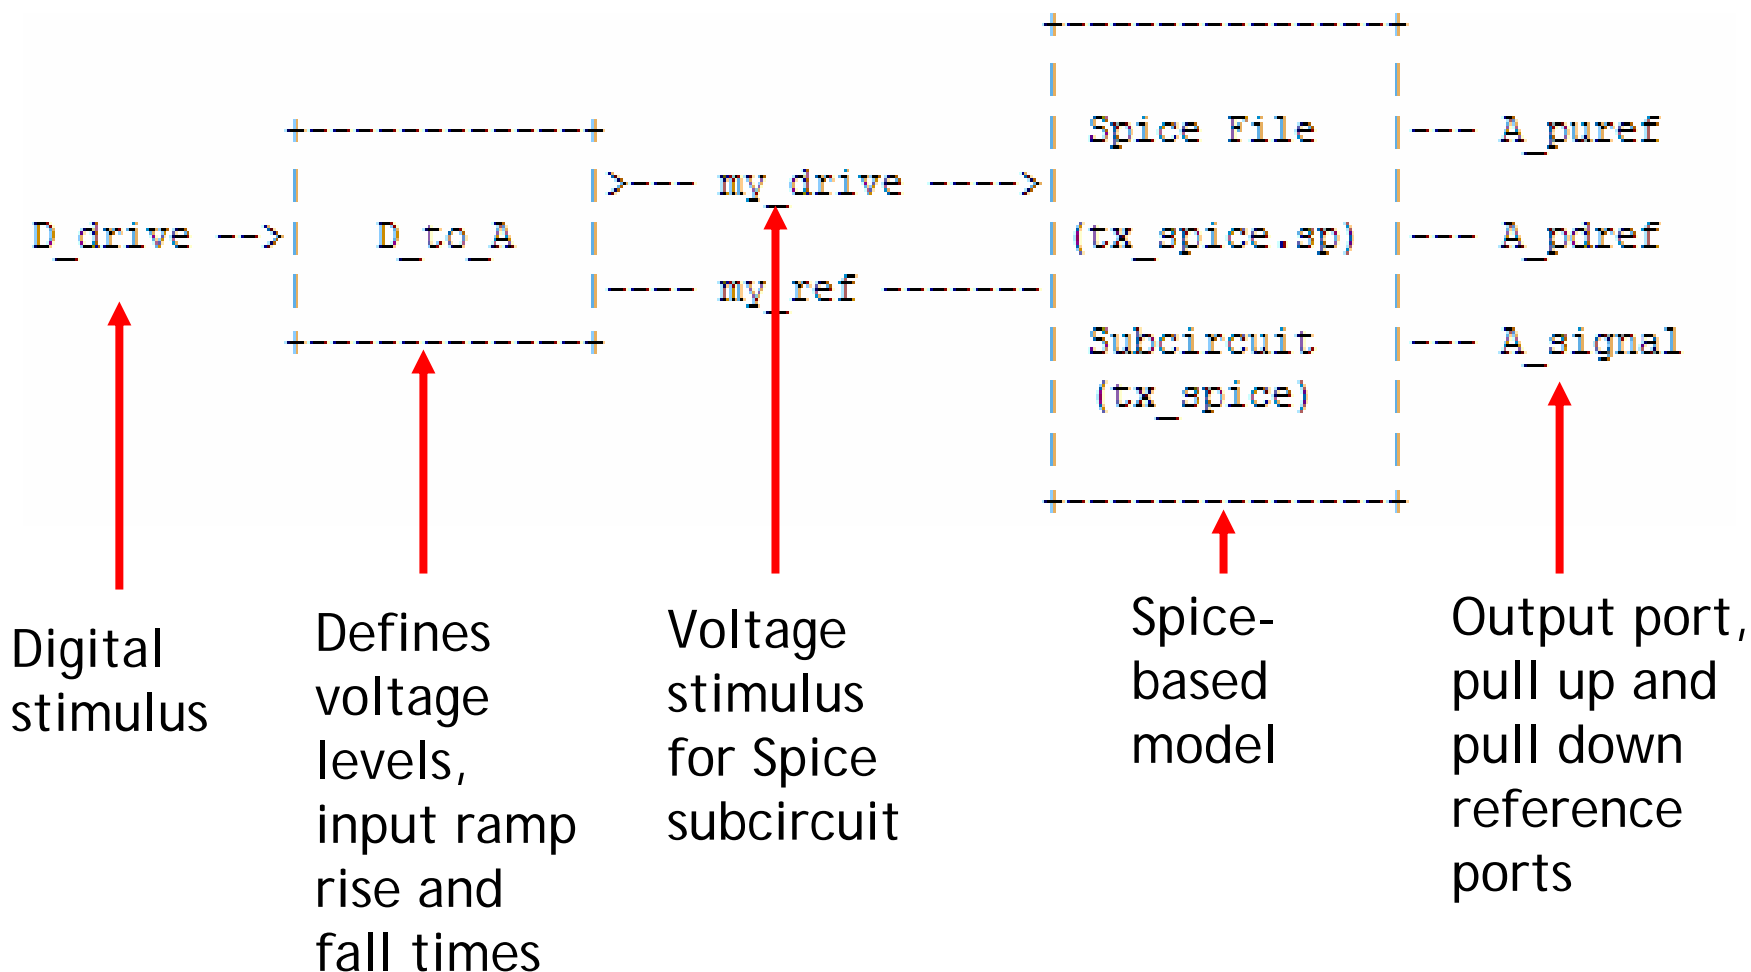 +--------------+
|              |
+------------+ | Spice File |--- A_puref
| |>--- my_drive ---->| |
D_drive -->| D_to_A | |(tx_spice.sp) |--- A_pdref
| |---- my_ref -------| |
+------------+ | Subcircuit |--- A_signal
| (tx_spice) |
| |
+--------------+
Digital
stimulus
Defines
voltage
levels,
input ramp
rise and
fall times
Voltage
stimulus
for Spice
subcircuit
Spice-
based
model
Output port,
pull up and
pull down
reference
ports